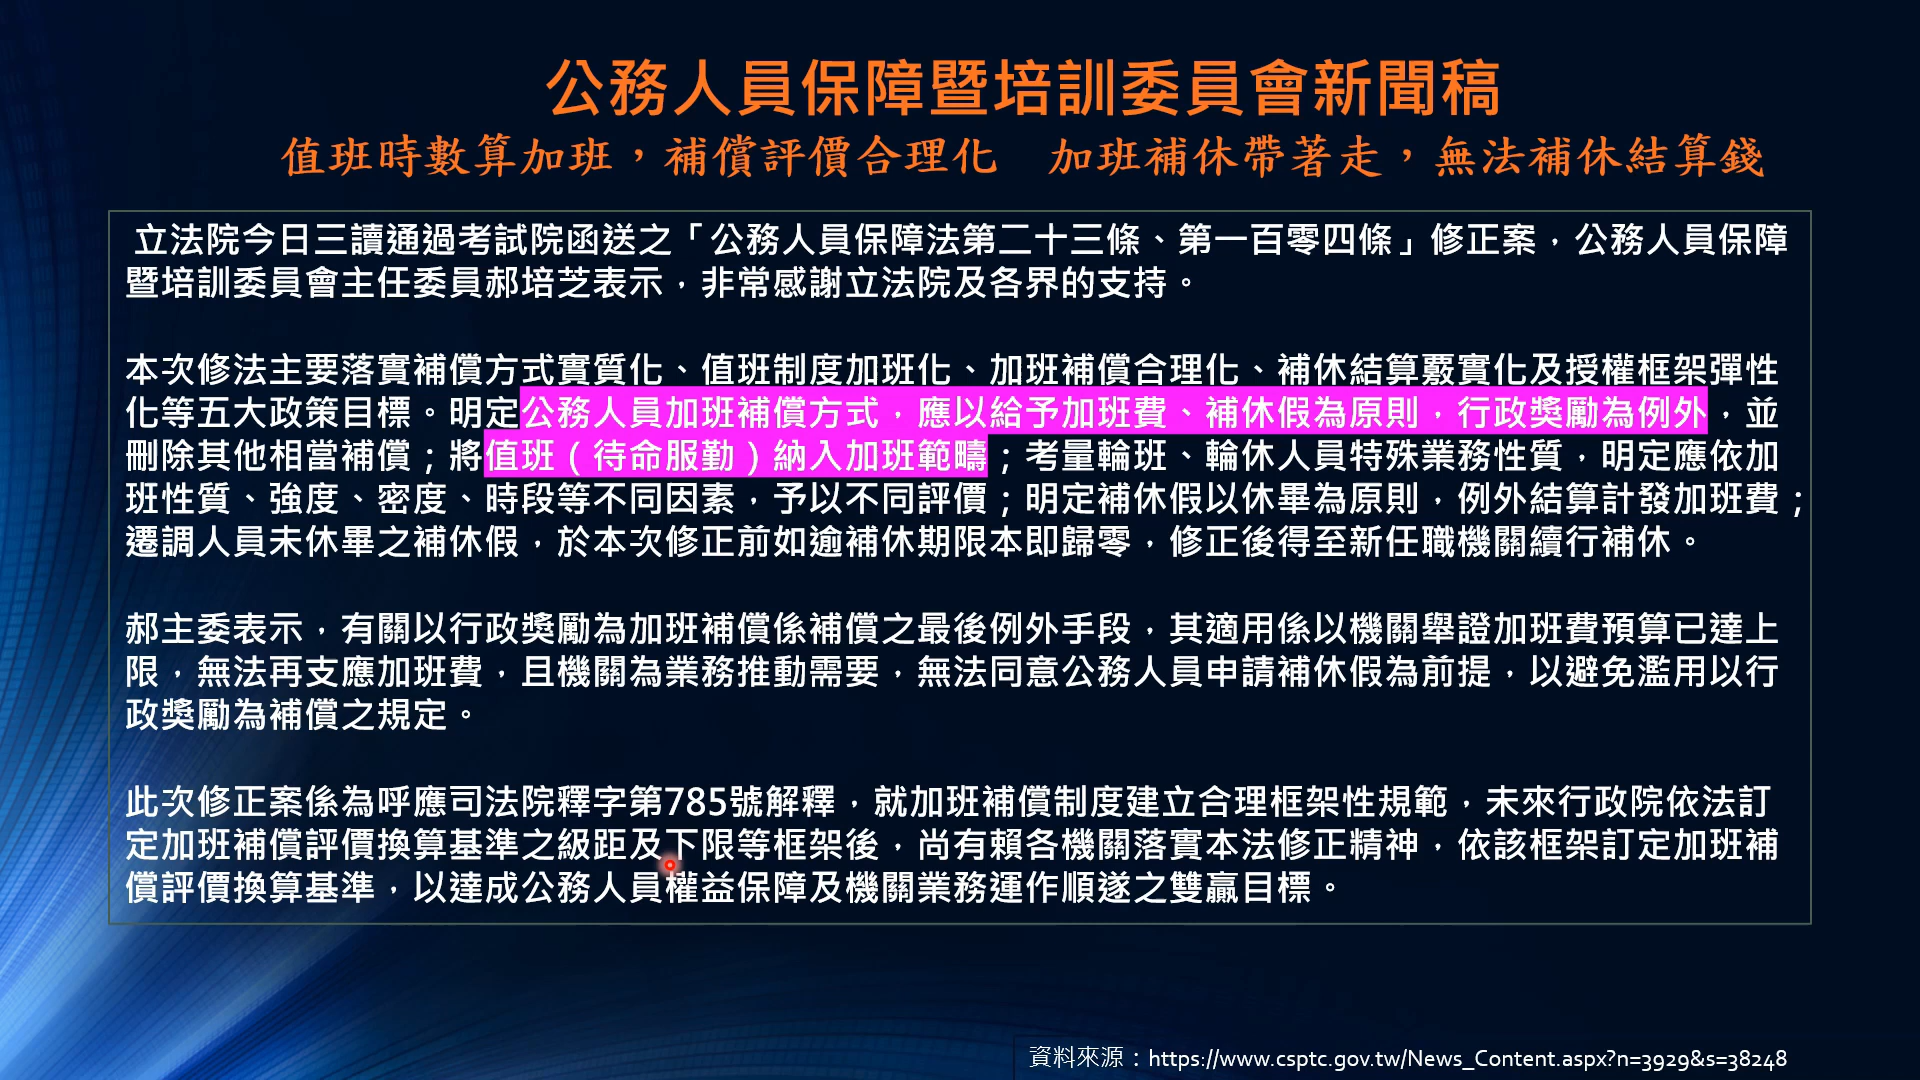 公務人員保障暨培訓委員會新聞稿
值班時數算加班，補償評價合理化　加班補休帶著走，無法補休結算錢
立法院今日三讀通過考試院函送之「公務人員保障法第二十三條、第一百零四條」修正案，公務人員保障
暨培訓委員會主任委員郝培芝表示，非常感謝立法院及各界的支持。
本次修法主要落實補償方式實質化、值班制度加班化、加班補償合理化、補休結算覈實化及授權框架彈性
化等五大政策目標。明定公務人員加班補償方式，應以給予加班費、補休假為原則，行政獎勵為例外，並
刪除其他相當補償；將值班（待命服勤）納入加班範疇；考量輪班、輪休人員特殊業務性質，明定應依加
班性質、強度、密度、時段等不同因素，予以不同評價；明定補休假以休畢為原則，例外結算計發加班費；
遷調人員未休畢之補休假，於本次修正前如逾補休期限本即歸零，修正後得至新任職機關續行補休。
郝主委表示，有關以行政獎勵為加班補償係補償之最後例外手段，其適用係以機關舉證加班費預算已達上
限，無法再支應加班費，且機關為業務推動需要，無法同意公務人員申請補休假為前提，以避免濫用以行
政獎勵為補償之規定。
此次修正案係為呼應司法院釋字第785號解釋，就加班補償制度建立合理框架性規範，未來行政院依法訂
定加班補償評價換算基準之級距及下限等框架後，尚有賴各機關落實本法修正精神，依該框架訂定加班補
償評價換算基準，以達成公務人員權益保障及機關業務運作順遂之雙贏目標。
資料來源：https://www.csptc.gov.tw/News_Content.aspx?n=3929&s=38248